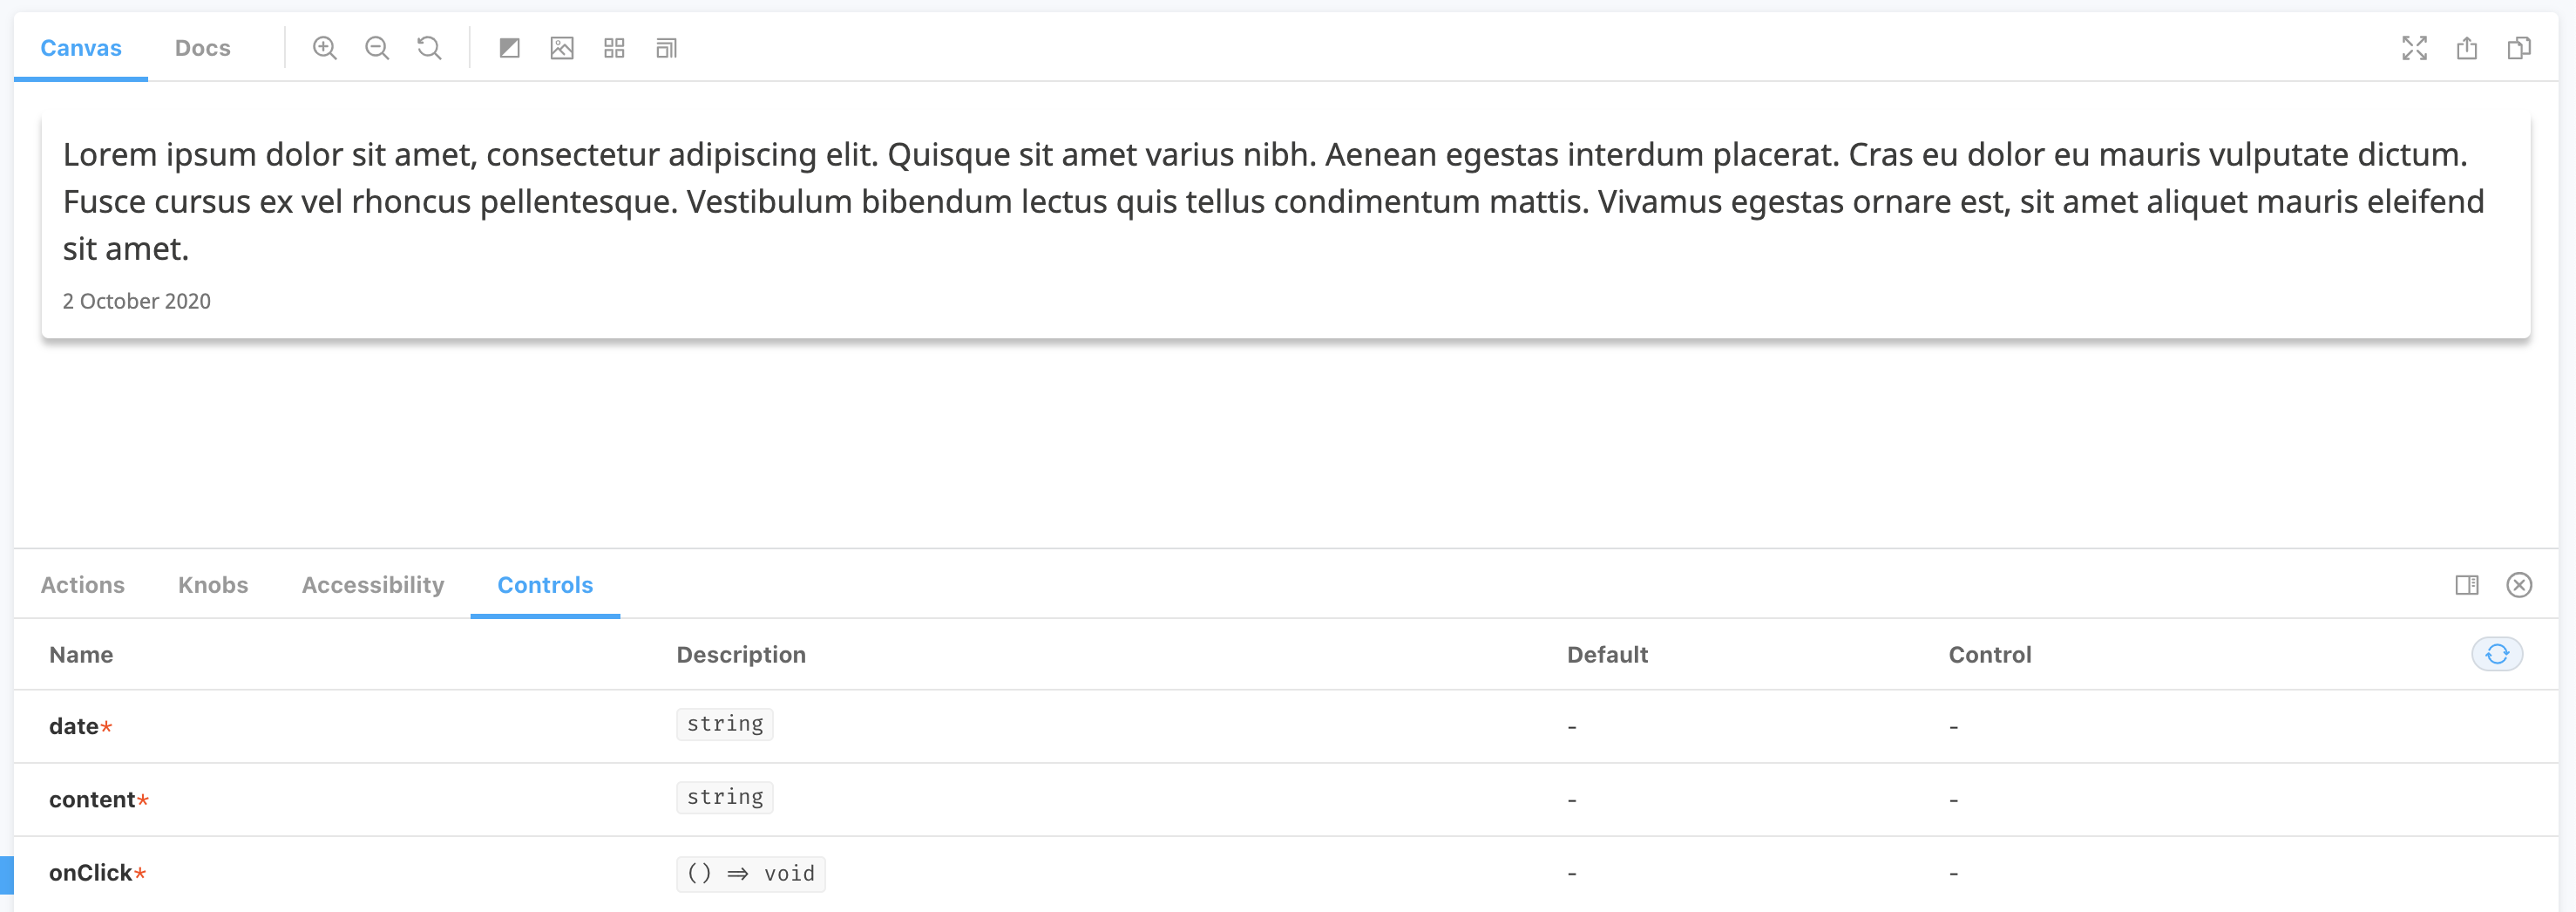 Canvas Docs
Lorem ipsum dolor sit amet, consectetur adipiscing elit. Quisque sit amet varius nibh. Aenean egestas interdum placerat. Cras eu dolor eu mauris vulputate dictum.
Fusce cursus ex vel rhoncus pellentesque. Vestibulum bibendum lectus quis tellus condimentum mattis. Vivamus egestas ornare est, sit amet aliquet mauris eleifend
sit amet.
2 October 2020
Actions Knobs Accessibility Controls
Name Description Default Control
date* string - -
content* string - -
onClick* () => void - -